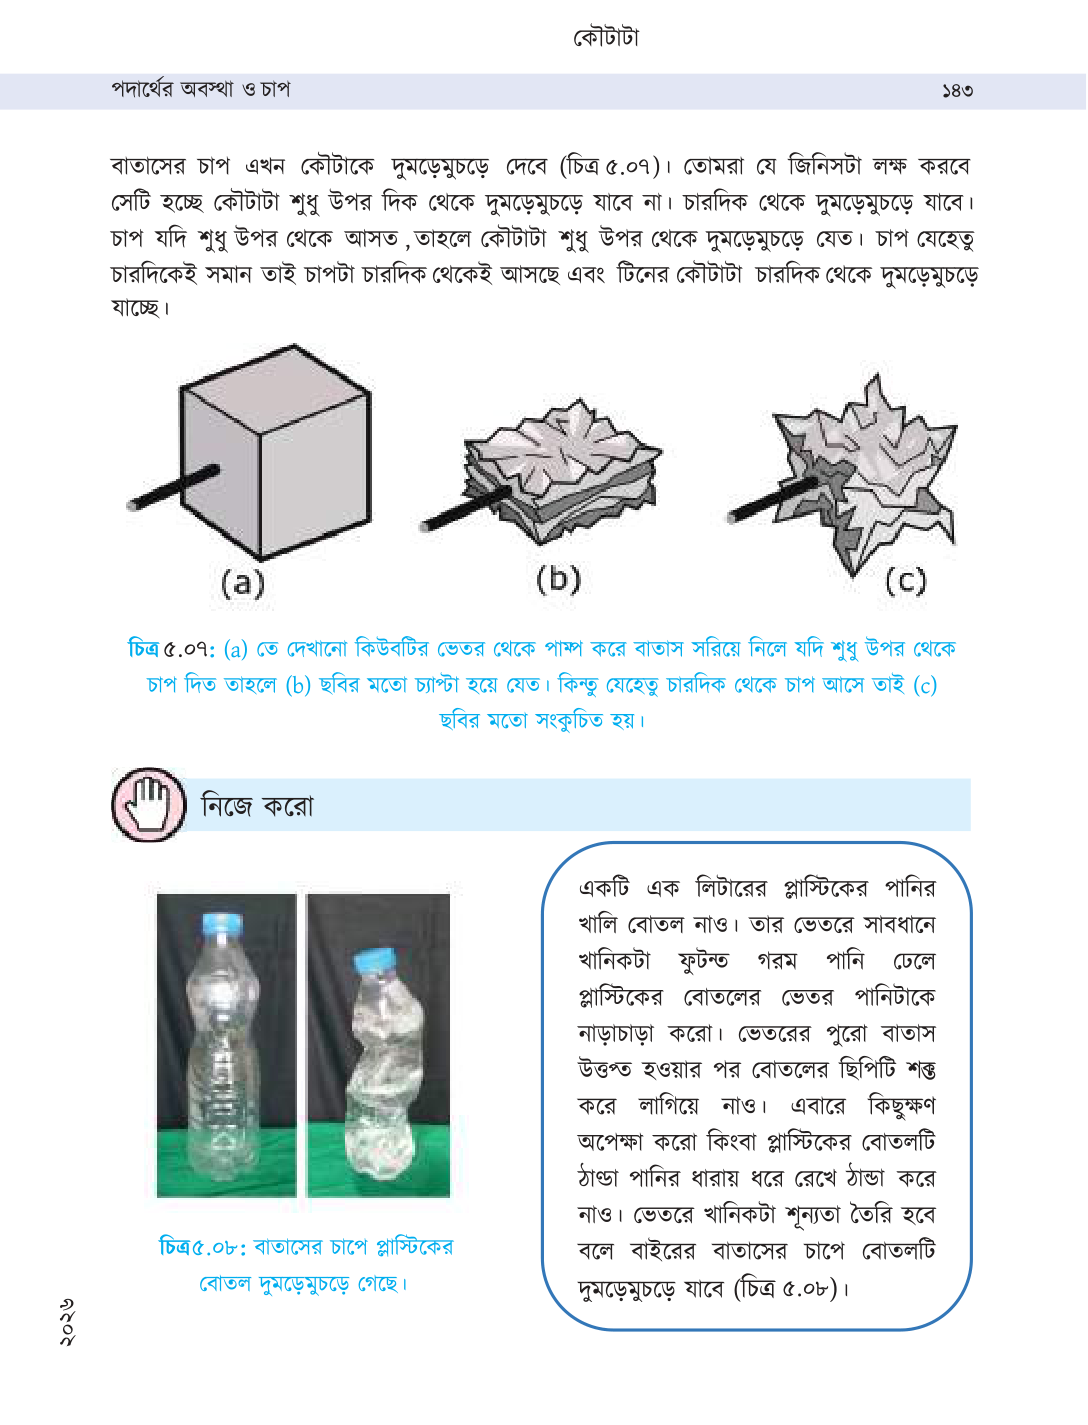 কৌটাটা
পদার্থের অবস্থা ও চাপ
১৪৩
বাতাসের চাপ এখন কৌটাকে দুমড়েমুচড়ে দেবে (চিত্র ৫.০৭)। তোমরা যে জিনিসটা লক্ষ করবে
সেটি হচ্ছে কৌটাটা শুধু উপর দিক থেকে দুমড়েমুচড়ে যাবে না। চারদিক থেকে দুমড়েমুচড়ে যাবে।
চাপ যদি শুধু উপর থেকে আসত ,তাহলে কৌটাটা শুধু উপর থেকে দুমড়েমুচড়ে যেত। চাপ যেহেতু
চারদিকেই সমান তাই চাপটা চারদিক থেকেই আসছে এবং টিনের কৌটাটা চারদিক থেকে দুমড়েমুচড়ে
যাচ্ছে।
(a)
(b)
(c)
চিত্র ৫.০৭: (a) তে দেখানো কিউবটির ভেতর থেকে পাম্প করে বাতাস সরিয়ে নিলে যদি শুধু উপর থেকে
চাপ দিত তাহলে (b) ছবির মতো চ্যাপ্টা হয়ে যেত। কিন্তু যেহেতু চারদিক থেকে চাপ আসে তাই (c)
ছবির মতো সংকুচিত হয়।
নিজে করো
একটি এক লিটারের প্লাস্টিকের পানির
খালি বোতল নাও। তার ভেতরে সাবধানে
খানিকটা ফুটন্ত গরম পানি ঢেলে
প্লাস্টিকের বোতলের ভেতর পানিটাকে
নাড়াচাড়া করো। ভেতরের পুরো বাতাস
উত্তপ্ত হওয়ার পর বোতলের ছিপিটি শক্ত
করে লাগিয়ে নাও। এবারে কিছুক্ষণ
অপেক্ষা করো কিংবা প্লাস্টিকের বোতলটি
ঠাণ্ডা পানির ধারায় ধরে রেখে ঠান্ডা করে
নাও। ভেতরে খানিকটা শূন্যতা তৈরি হবে
বলে বাইরের বাতাসের চাপে বোতলটি
দুমড়েমুচড়ে যাবে (চিত্র ৫.০৮)।
চিত্র৫.০৮: বাতাসের চাপে প্লাস্টিকের
বোতল দুমড়েমুচড়ে গেছে।
২০২৬